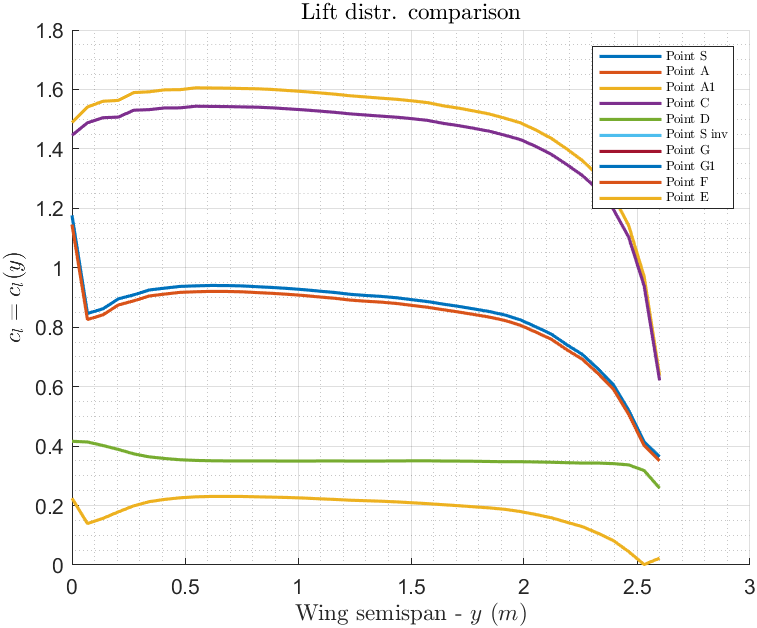 Lift distr. comparison
1.8
1.6
1.4
1.2
1
0.8
0.6
0.4
0.2
0
c_l = c_l(y)
Point S
Point A
Point A1
Point C
Point D
Point S inv
Point G
Point G1
Point F
Point E
0 0.5 1 1.5 2 2.5 3
Wing semispan - y (m)